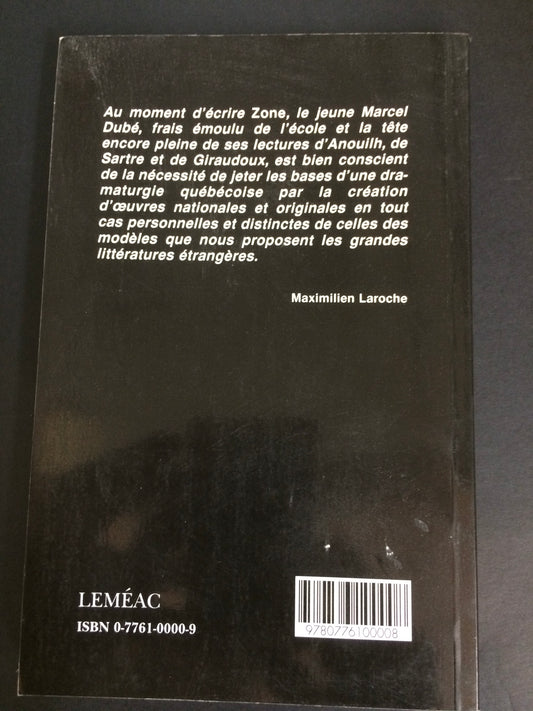 Au moment d'écrire Zone, le jeune Marcel
Dubé, frais émoulu de l'école et la tête
encore pleine de ses lectures d'Anouilh, de
Sartre et de Giraudoux, est bien conscient
de la nécessité de jeter les bases d'une dra-
maturgie québécoise par la création
d'œuvres nationales et originales en tout
cas personnelles et distinctes de celles des
modèles que nous proposent les grandes
littératures étrangères.
Maximilien Laroche
LEMÉAC
ISBN 0-7761-0000-9
9780776100008